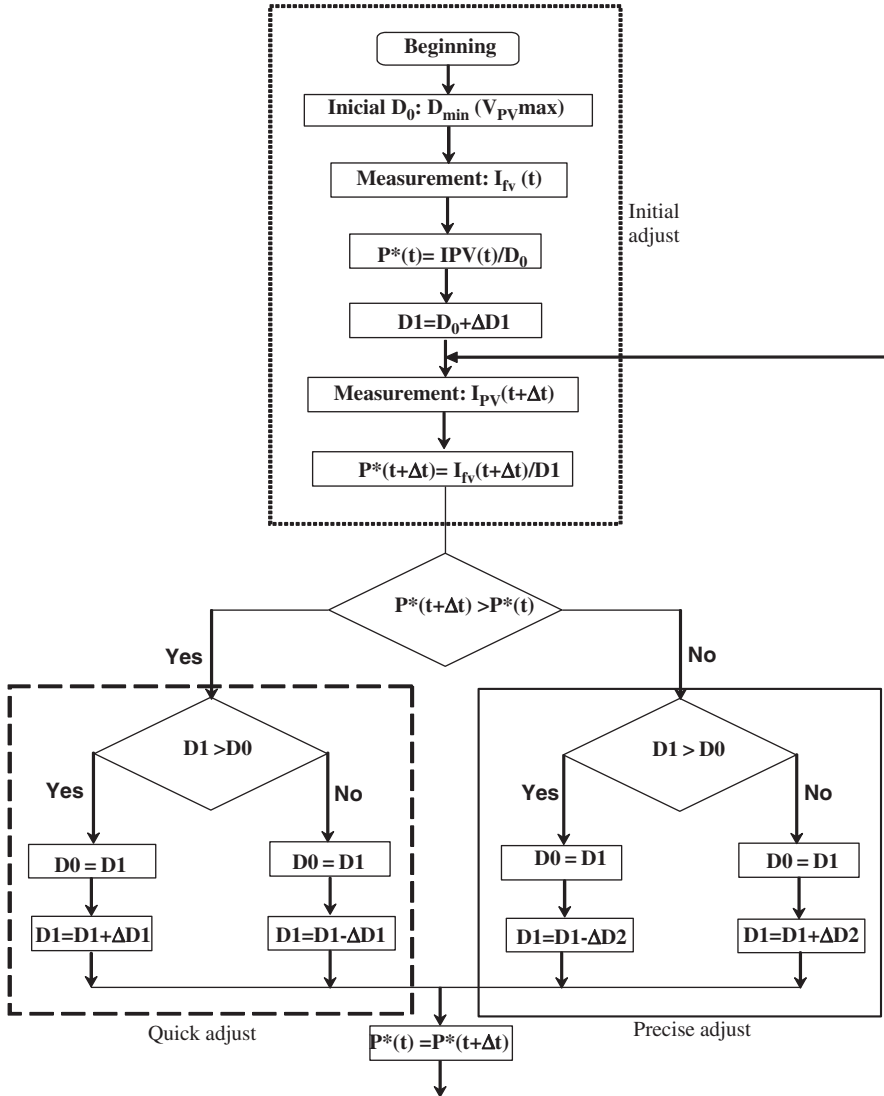 Beginning
Inicial D0: Dmin (VPVmax)
Measurement: Ifv (t)
P*(t)= IPV(t)/D0
D1=D0+ΔD1
Measurement: IPV(t+Δt)
P*(t+Δt)= Ifv(t+Δt)/D1
Initial
adjust
P*(t+Δt) >P*(t)
Yes
No
D1 >D0
Yes
No
D0 = D1
D0 = D1
D1=D1+ΔD1
D1=D1-ΔD1
Quick adjust
D1 > D0
Yes
No
D0 = D1
D0 = D1
D1=D1-ΔD2
D1=D1+ΔD2
Precise adjust
P*(t) =P*(t+Δt)